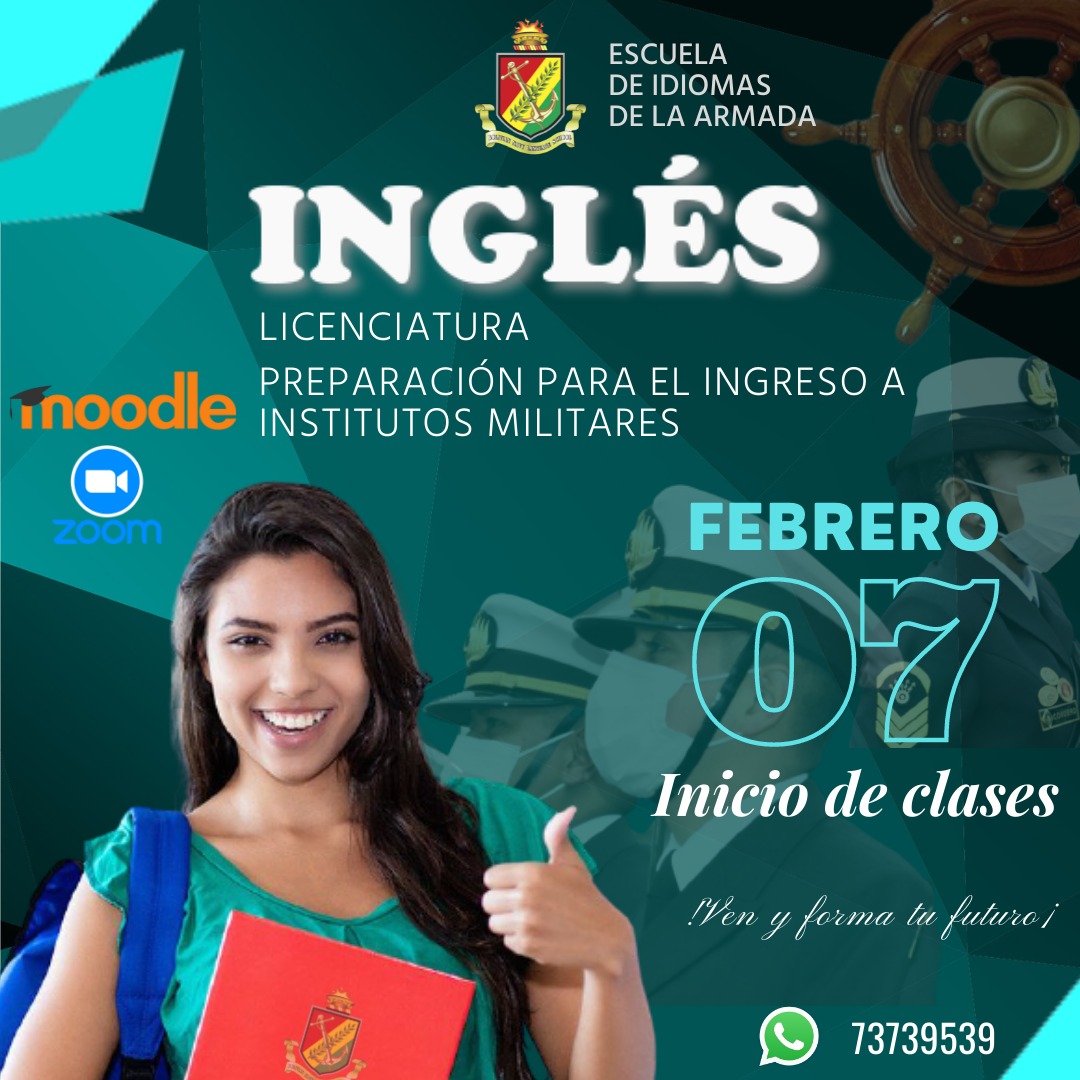 ESCUELA
DE IDIOMAS
DE LA ARMADA
INGLÉS
LICENCIATURA
PREPARACIÓN PARA EL INGRESO A
INSTITUTOS MILITARES
moodle
zoom
FEBRERO
07
Inicio de clases
!Ven y forma tu futuro¡
73739539